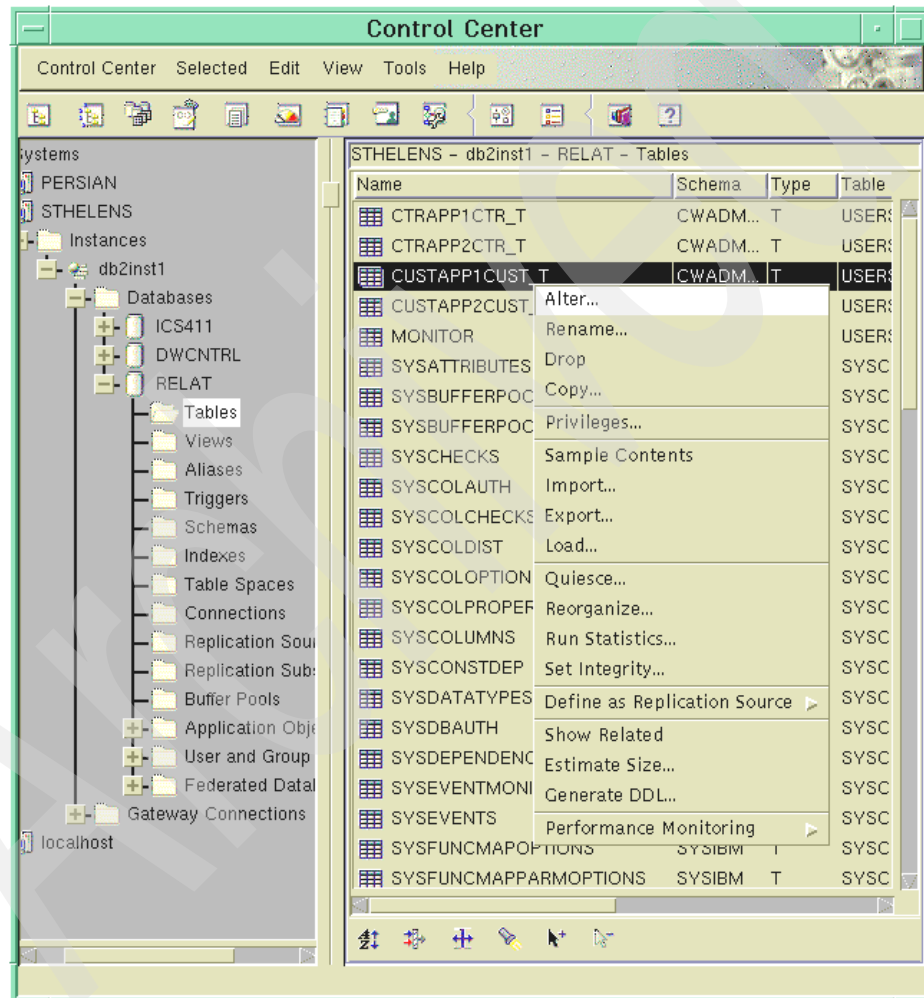 Control Center
Control Center Selected Edit View Tools Help
ystems
PERSIAN
STHELENS
Instances
db2inst1
Databases
ICS411
DWCNTRL
RELAT
Tables
Views
Aliases
Triggers
Schemas
Indexes
Table Spaces
Connections
Replication Sou
Replication Subs
Buffer Pools
Application Obje
User and Group
Federated Datal
Gateway Connections
localhost
STHELENS - db2inst1 - RELAT - Tables
Name Schema Type Table
CTRAPP1CTR_T CWADM... T USERS
CTRAPP2CTR_T CWADM... T USERS
CUSTAPP1CUST_T CWADM... T USERS
CUSTAPP2CUST_ USERS
MONITOR USERS
SYSATTRIBUTES SYSC
SYSBUFFERPOC SYSC
SYSBUFFERPOC SYSC
SYSCHECKS SYSC
SYSCOLAUTH SYSC
SYSCOLCHECKS SYSC
SYSCOLDIST SYSC
SYSCOLOPTION SYSC
SYSCOLPROPER SYSC
SYSCOLUMNS SYSC
SYSCONSTDEP SYSC
SYSDATATYPES SYSC
SYSDBAUTH SYSC
SYSDEPENDENC SYSC
SYSEVENTMONI SYSC
SYSEVENTS SYSC
SYSFUNCMAPOPTIONS SYSIBM T SYSC
SYSFUNCMAPPARMOPTIONS SYSIBM T SYSC
Alter...
Rename...
Drop
Copy...
Privileges...
Sample Contents
Import...
Export...
Load...
Quiesce...
Reorganize...
Run Statistics...
Set Integrity...
Define as Replication Source
Show Related
Estimate Size...
Generate DDL...
Performance Monitoring